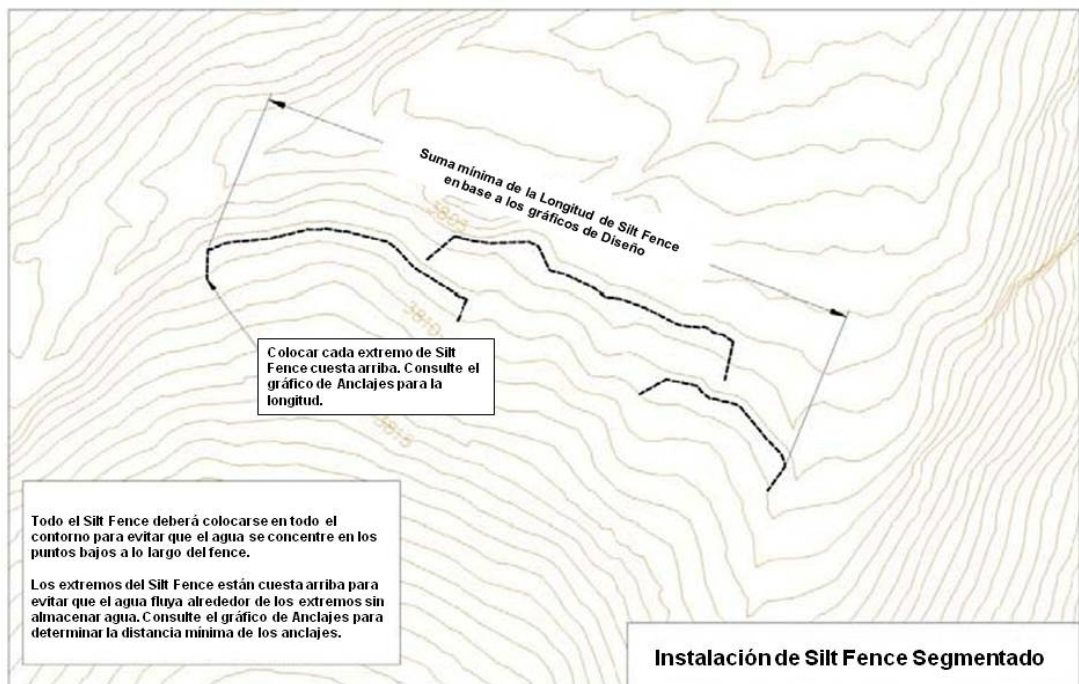 Suma mínima de la Longitud de Silt Fence
en base a los gráficos de Diseño
3805
3810
Colocar cada extremo de Silt
Fence cuesta arriba. Consulte el
gráfico de Anclajes para la
longitud.
3815
Todo el Silt Fence deberá colocarse en todo el
contorno para evitar que el agua se concentre en los
puntos bajos a lo largo del fence.
Los extremos del Silt Fence están cuesta arriba para
evitar que el agua fluya alrededor de los extremos sin
almacenar agua. Consulte el gráfico de Anclajes para
determinar la distancia mínima de los anclajes.
Instalación de Silt Fence Segmentado